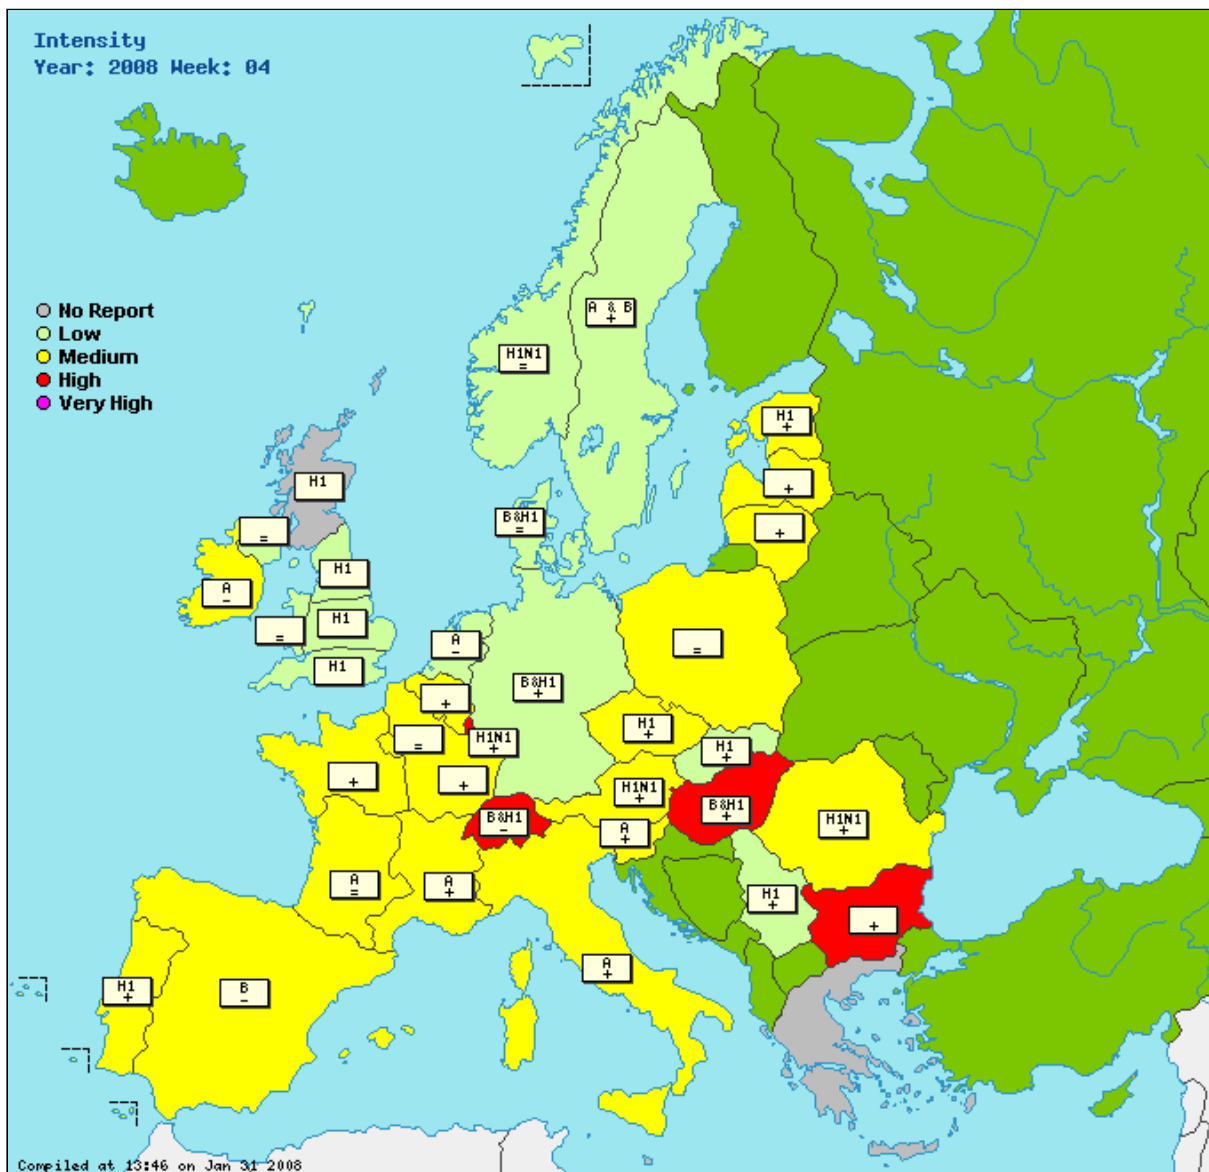 Intensity
Year: 2008 Week: 04
No Report
Low
Medium
High
Very High
A & B
+
H1N1
=
H1
+
+
+
H1
=
B&H1
=
A
-
H1
H1
=
H1
A
-
=
B&H1
+
+
H1
+
H1N1
+
=
H1
+
+
+
H1N1
+
B&H1
+
B&H1
-
H1N1
+
A
+
A
=
A
+
H1
+
+
A
+
H1
+
B
-
Compiled at 13:46 on Jan 31 2008